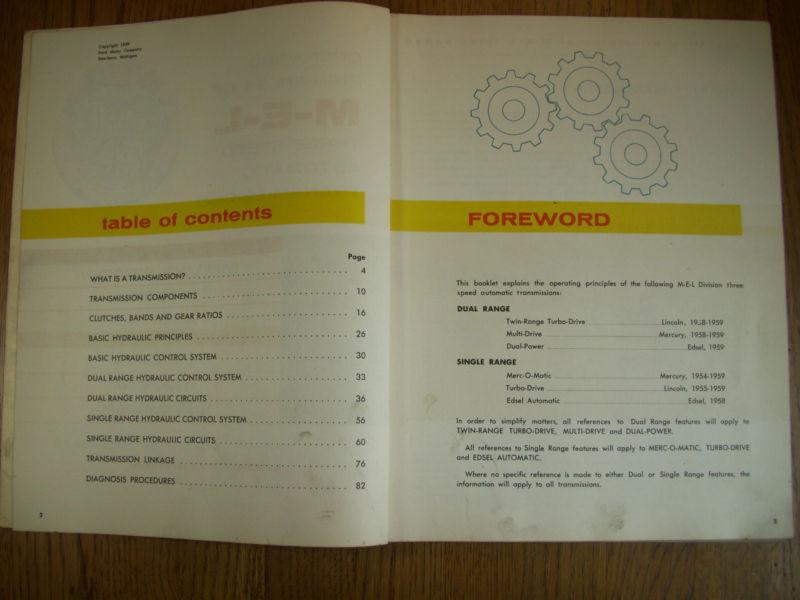 Copyright 1959
Ford Motor Company
Dearborn, Michigan
M-E-L
table of contents
Page
WHAT IS A TRANSMISSION? 4
TRANSMISSION COMPONENTS 10
CLUTCHES, BANDS AND GEAR RATIOS 16
BASIC HYDRAULIC PRINCIPLES 26
BASIC HYDRAULIC CONTROL SYSTEM 30
DUAL RANGE HYDRAULIC CONTROL SYSTEM 33
DUAL RANGE HYDRAULIC CIRCUITS 36
SINGLE RANGE HYDRAULIC CONTROL SYSTEM 56
SINGLE RANGE HYDRAULIC CIRCUITS 60
TRANSMISSION LINKAGE 76
DIAGNOSIS PROCEDURES 82
2
FOREWORD
This booklet explains the operating principles of the following M-E-L Division three
speed automatic transmissions:
DUAL RANGE
Twin-Range Turbo-Drive Lincoln, 1958-1959
Multi-Drive Mercury, 1958-1959
Dual-Power Edsel, 1959
SINGLE RANGE
Merc-O-Matic Mercury, 1954-1959
Turbo-Drive Lincoln, 1955-1959
Edsel Automatic Edsel, 1958
In order to simplify matters, all references to Dual Range features will apply to
TWIN-RANGE TURBO-DRIVE, MULTI-DRIVE and DUAL-POWER.
All references to Single Range features will apply to MERC-O-MATIC, TURBO-DRIVE
and EDSEL AUTOMATIC.
Where no specific reference is made to either Dual or Single Range features, the
information will apply to all transmissions.
3